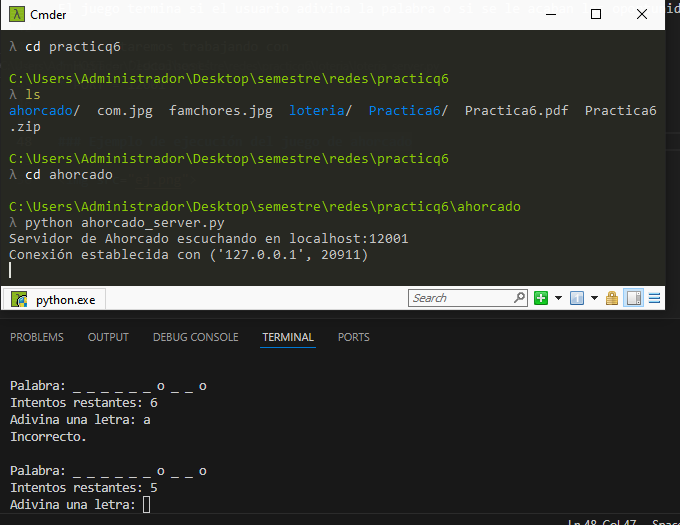 Cmder
λ cd practicq6
C:\Users\Administrador\Desktop\semestre\redes\practicq6
λ ls
ahorcado/  com.jpg  famchores.jpg  loteria/  Practica6/  Practica6.pdf  Practica6
.zip
C:\Users\Administrador\Desktop\semestre\redes\practicq6
λ cd ahorcado
C:\Users\Administrador\Desktop\semestre\redes\practicq6\ahorcado
λ python ahorcado_server.py
Servidor de Ahorcado escuchando en localhost:12001
Conexión establecida con ('127.0.0.1', 20911)
python.exe
Search
PROBLEMS OUTPUT DEBUG CONSOLE TERMINAL PORTS
Palabra: _ _ _ _ _ _ o _ _ o
Intentos restantes: 6
Adivina una letra: a
Incorrecto.
Palabra: _ _ _ _ _ _ o _ _ o
Intentos restantes: 5
Adivina una letra:
Ln 48, Col 47